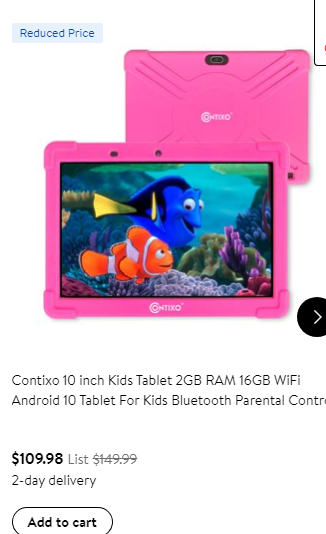 Reduced Price
CONTIXO
CONTIXO
Contixo 10 inch Kids Tablet 2GB RAM 16GB WiFi
Android 10 Tablet For Kids Bluetooth Parental Contr
$109.98 List $149.99
2-day delivery
Add to cart